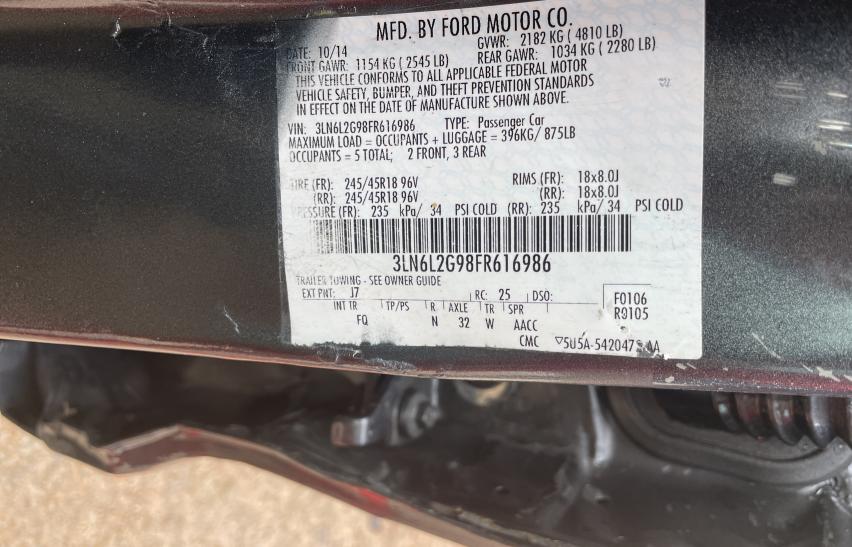 MFD. BY FORD MOTOR CO.
DATE: 10/14 GVWR: 2182 KG ( 4810 LB)
FRONT GAWR: 1154 KG ( 2545 LB) REAR GAWR: 1034 KG ( 2280 LB)
THIS VEHICLE CONFORMS TO ALL APPLICABLE FEDERAL MOTOR
VEHICLE SAFETY, BUMPER, AND THEFT PREVENTION STANDARDS
IN EFFECT ON THE DATE OF MANUFACTURE SHOWN ABOVE.
VIN: 3LN6L2G98FR616986 TYPE: Passenger Car
MAXIMUM LOAD = OCCUPANTS + LUGGAGE = 396KG/ 875LB
OCCUPANTS = 5 TOTAL; 2 FRONT, 3 REAR
TIRE (FR): 245/45R18 96V RIMS (FR): 18x8.0J
(RR): 245/45R18 96V (RR): 18x8.0J
PRESSURE (FR): 235 kPa/ 34 PSI COLD (RR): 235 kPa/ 34 PSI COLD
3LN6L2G98FR616986
TRAILER TOWING - SEE OWNER GUIDE
EXT PNT: J7 RC: 25 DSO: F0106
INT TR TP/PS R AXLE TR SPR R0105
FQ N 32 W AACC
CMC ▽5U5A-5420472-AA